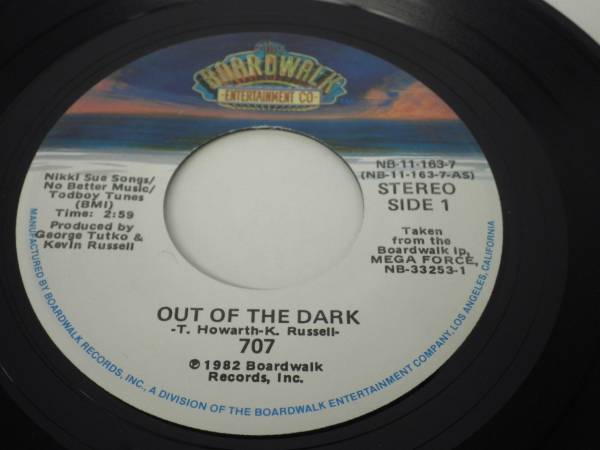 BOARDWALK
ENTERTAINMENT CO
NB-11-163-7
(NB-11-163-7-AS)
STEREO
SIDE 1
Nikki Sue Songs/
No Better Music/
Todboy Tunes
(BMI)
Time: 2:59
Produced by
George Tutko &
Kevin Russell
Taken
from the
Boardwalk lp,
MEGA FORCE,
NB-33253-1
OUT OF THE DARK
-T. Howarth-K. Russell-
707
℗1982 Boardwalk
Records, Inc.
MANUFACTURED BY BOARDWALK RECORDS, INC., A DIVISION OF THE BOARDWALK ENTERTAINMENT COMPANY, LOS ANGELES, CALIFORNIA